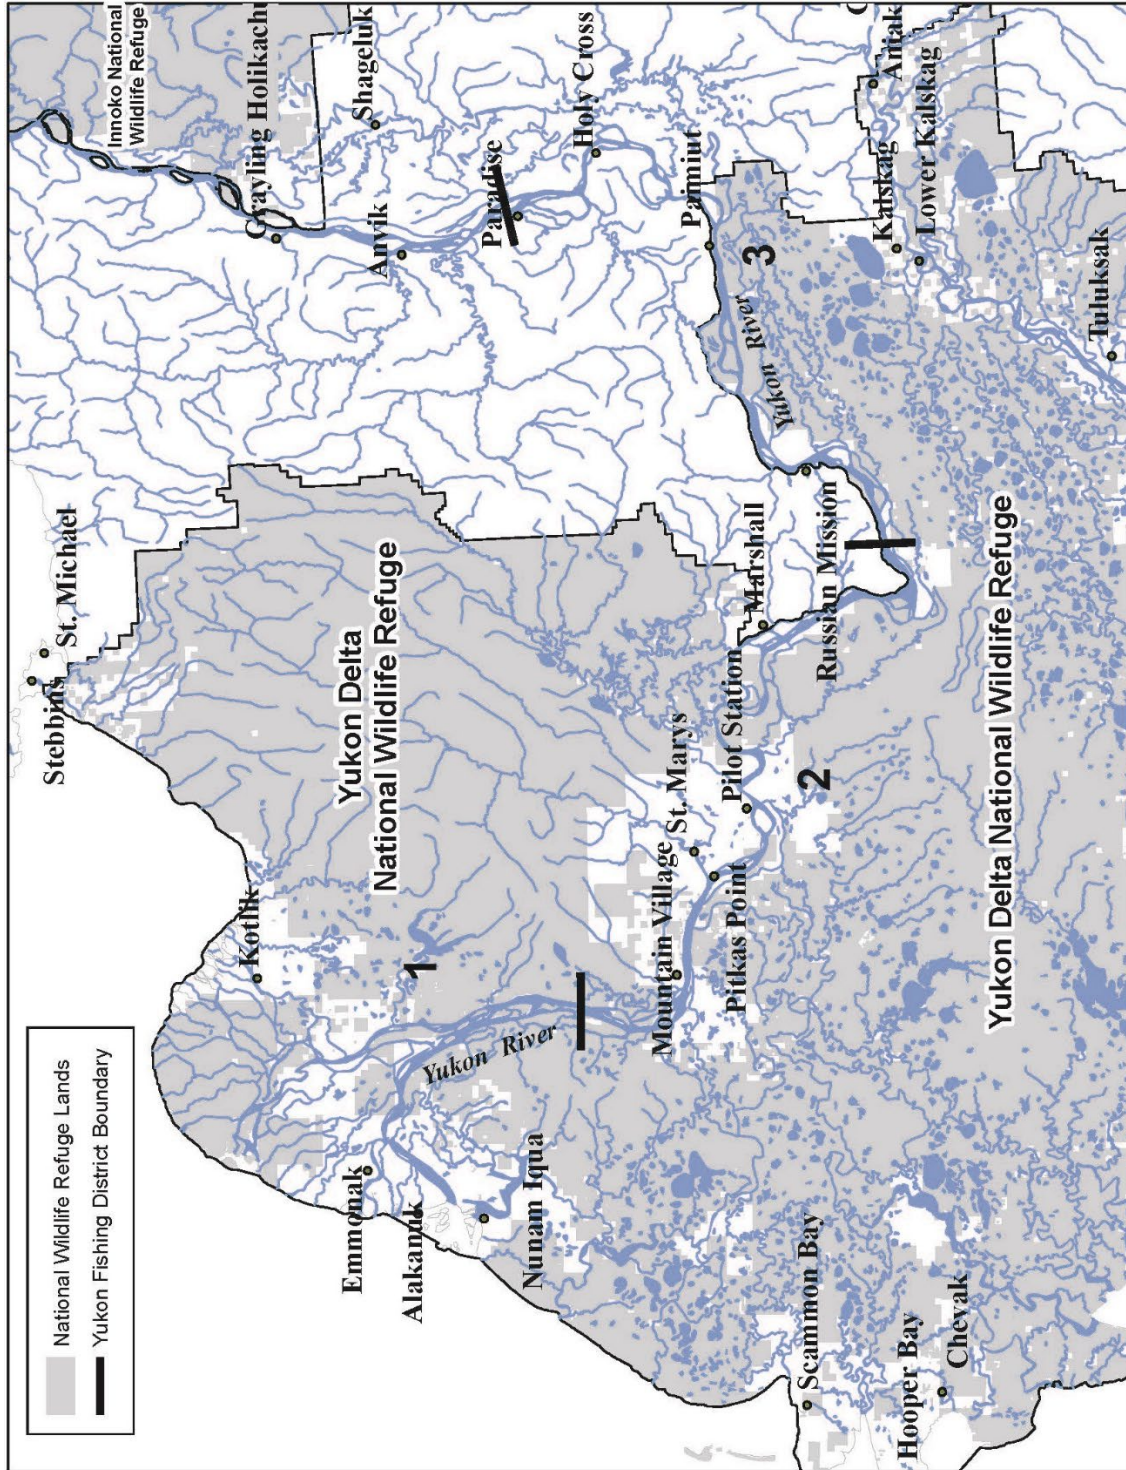 National Wildlife Refuge Lands
Yukon Fishing District Boundary
Stebbins
St. Michael
Kotlik
Yukon Delta
National Wildlife Refuge
1
Emmonak
Alakanuk
Nunam Iqua
Yukon River
Mountain Village
St. Marys
Pitkas Point
Pilot Station
2
Marshall
Russian Mission
Scammon Bay
Hooper Bay
Chevak
Yukon Delta National Wildlife Refuge
Innoko National
Wildlife Refuge
Grayling
Holikachu
Shageluk
Anvik
Paradise
Holy Cross
Paimiut
3
Yukon River
Kalskag
Lower Kalskag
Aniak
C
Tuluksak